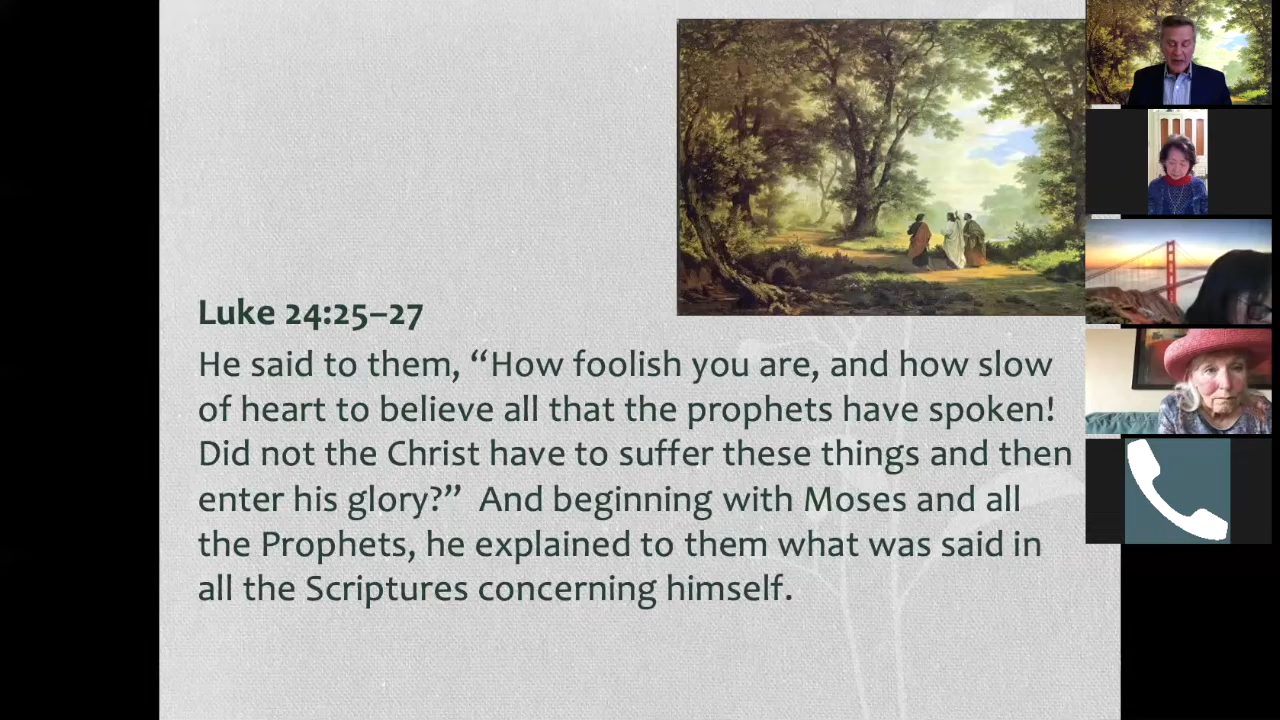 Luke 24:25–27
He said to them, “How foolish you are, and how slow
of heart to believe all that the prophets have spoken!
Did not the Christ have to suffer these things and then
enter his glory?”  And beginning with Moses and all
the Prophets, he explained to them what was said in
all the Scriptures concerning himself.